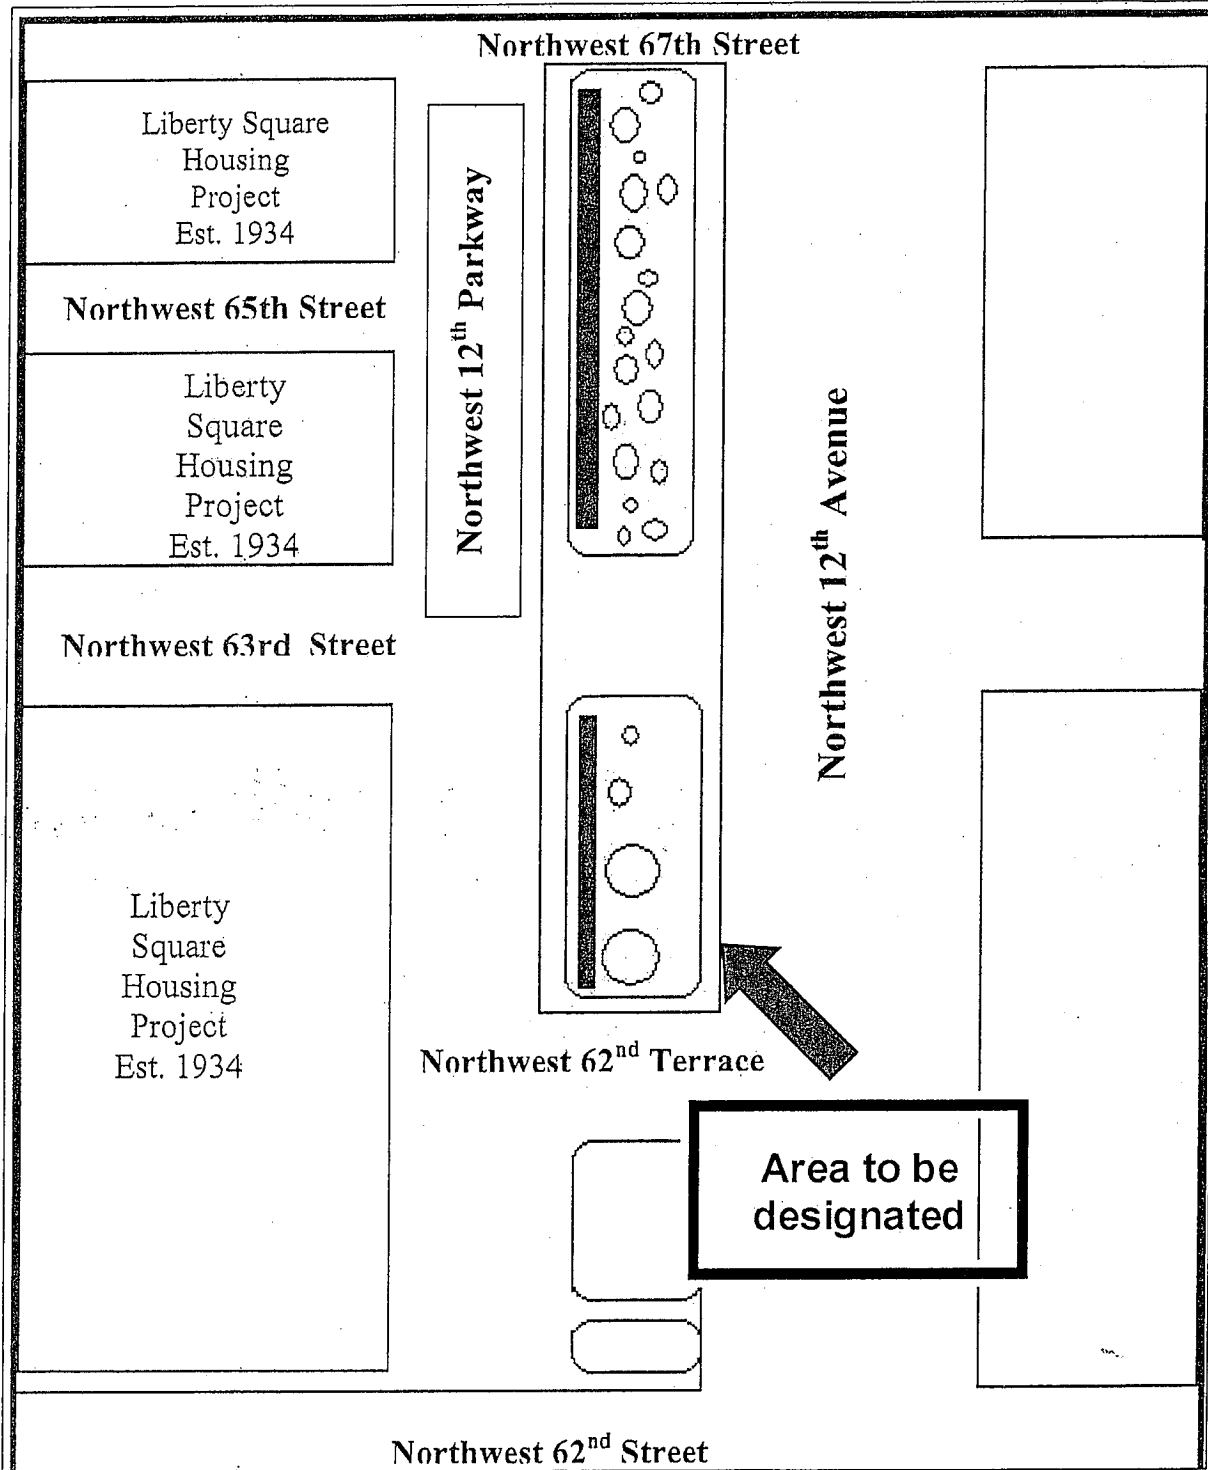 Northwest 67th Street
Liberty Square
Housing
Project
Est. 1934
Northwest 12th Parkway
Northwest 65th Street
Liberty
Square
Housing
Project
Est. 1934
Northwest 12th Avenue
Northwest 63rd Street
Liberty
Square
Housing
Project
Est. 1934
Northwest 62nd Terrace
Area to be
designated
Northwest 62nd Street